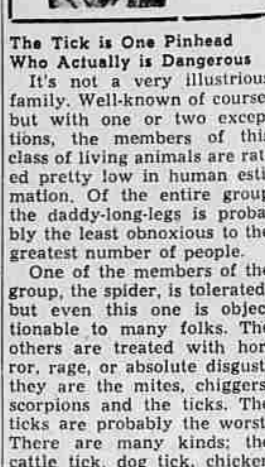 The Tick is One Pinhead
Who Actually is Dangerous
It's not a very illustrious
family. Well-known of course
but with one or two excep
tions, the members of this
class of living animals are rat
ed pretty low in human esti
mation. Of the entire group
the daddy-long-legs is proba
bly the least obnoxious to the
greatest number of people.
One of the members of the
group, the spider, is tolerated
but even this one is objec
tionable to many folks. The
others are treated with hor
ror, rage, or absolute disgust
they are the mites, chiggers
scorpions and the ticks. The
ticks are probably the worst
There are many kinds; the
cattle tick, dog tick, chicken